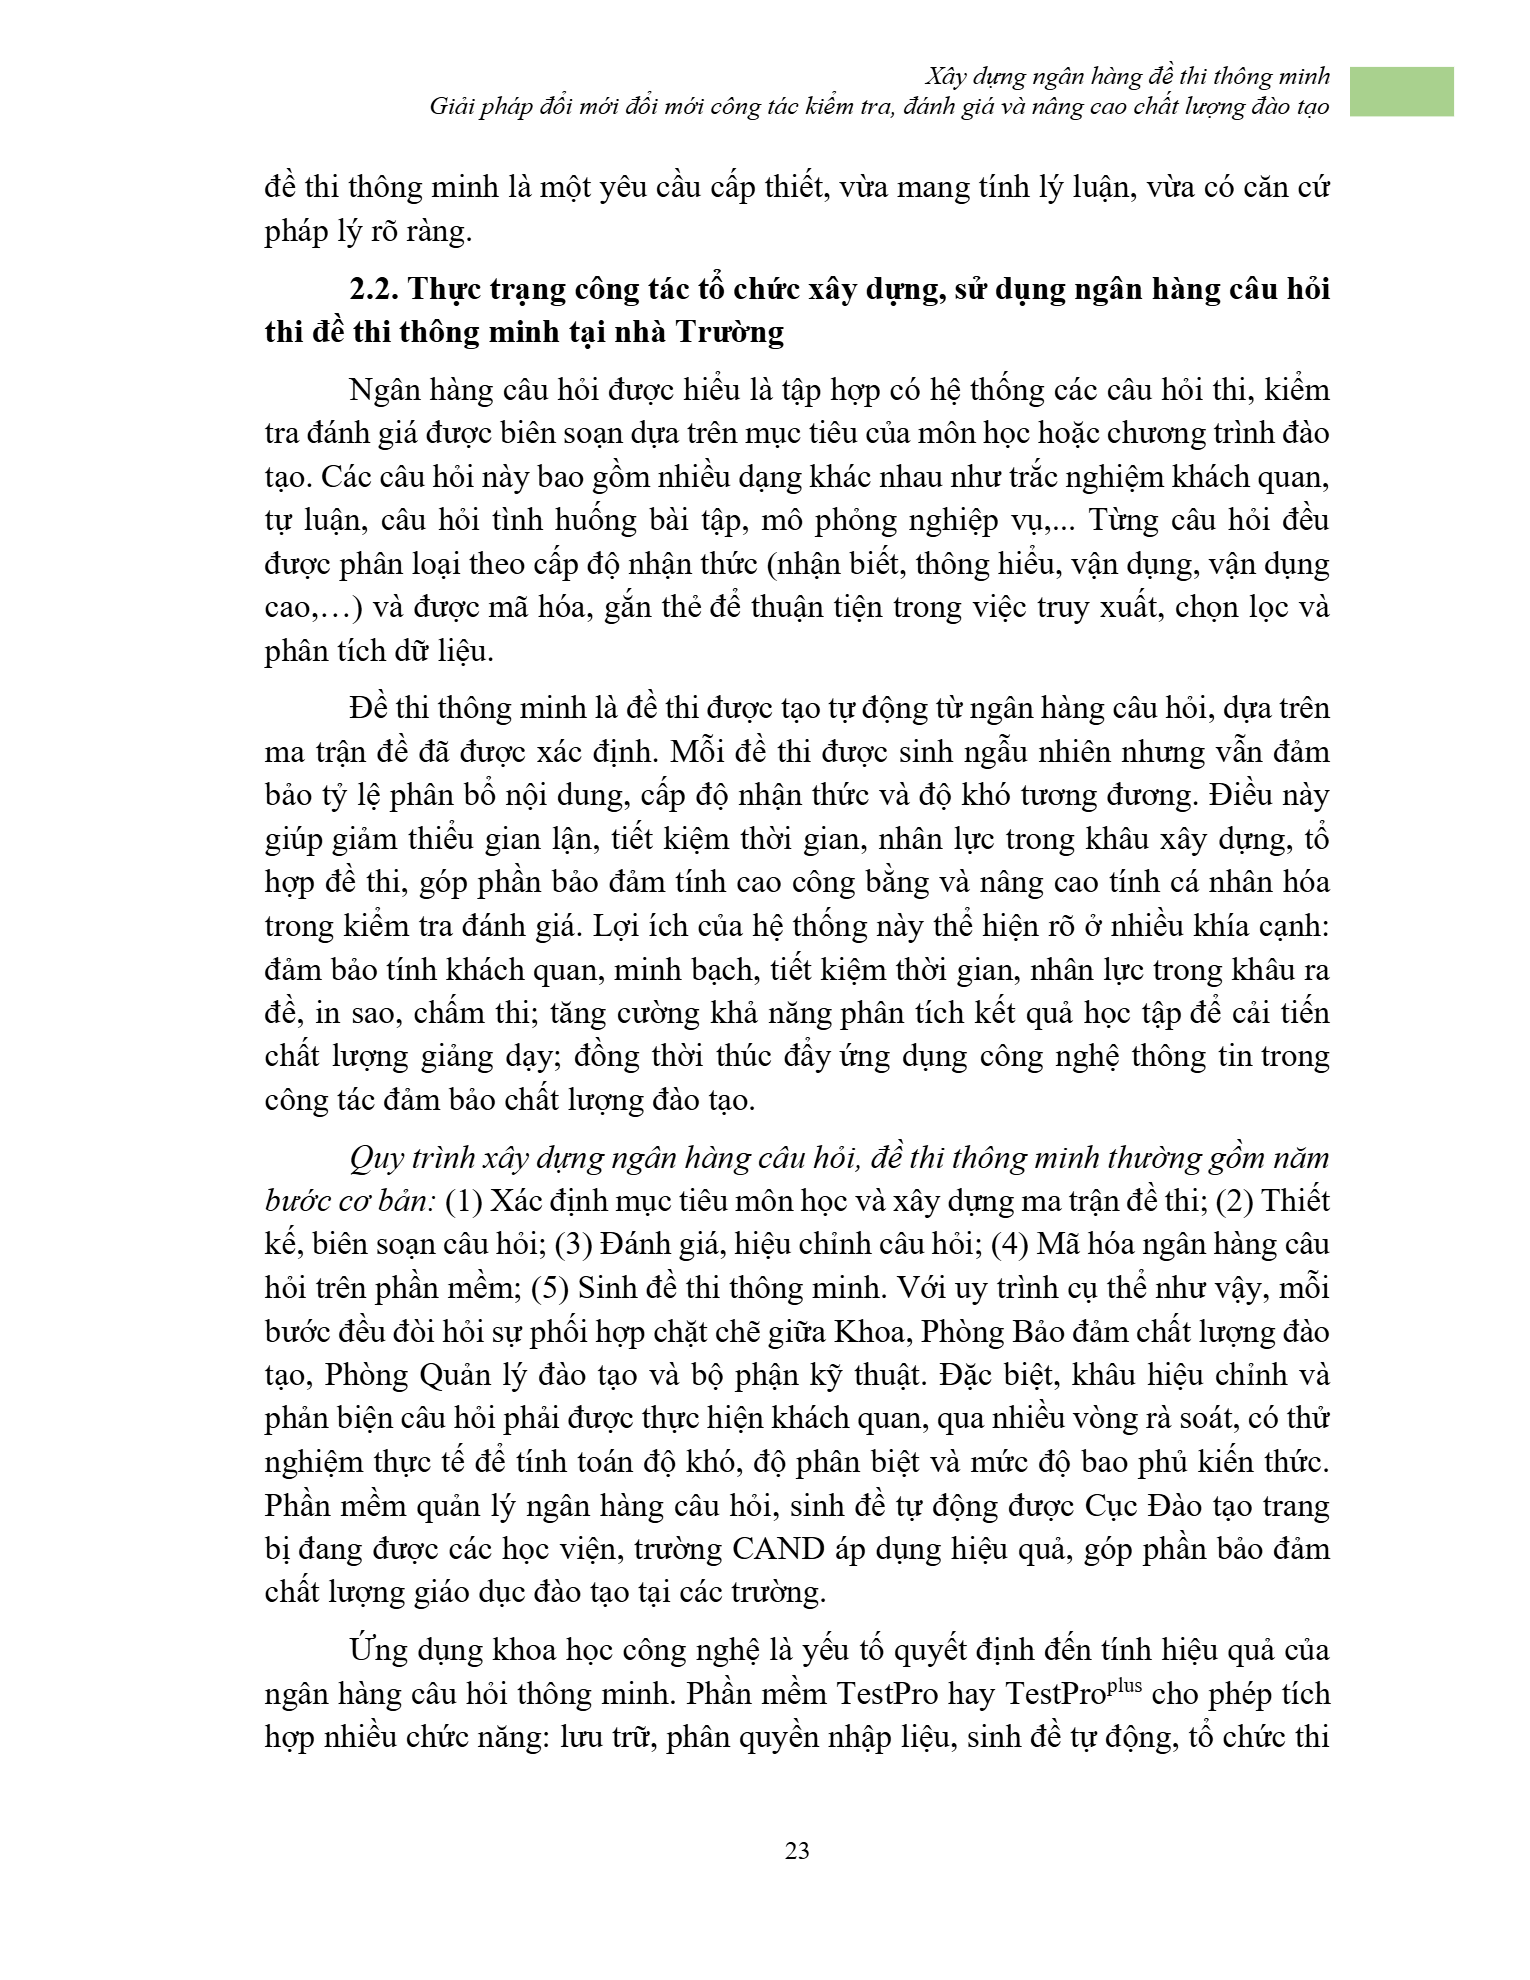 Xây dựng ngân hàng đề thi thông minh
Giải pháp đổi mới đổi mới công tác kiểm tra, đánh giá và nâng cao chất lượng đào tạo
đề thi thông minh là một yêu cầu cấp thiết, vừa mang tính lý luận, vừa có căn cứ
pháp lý rõ ràng.
2.2. Thực trạng công tác tổ chức xây dựng, sử dụng ngân hàng câu hỏi
thi đề thi thông minh tại nhà Trường
Ngân hàng câu hỏi được hiểu là tập hợp có hệ thống các câu hỏi thi, kiểm
tra đánh giá được biên soạn dựa trên mục tiêu của môn học hoặc chương trình đào
tạo. Các câu hỏi này bao gồm nhiều dạng khác nhau như trắc nghiệm khách quan,
tự luận, câu hỏi tình huống bài tập, mô phỏng nghiệp vụ,... Từng câu hỏi đều
được phân loại theo cấp độ nhận thức (nhận biết, thông hiểu, vận dụng, vận dụng
cao,…) và được mã hóa, gắn thẻ để thuận tiện trong việc truy xuất, chọn lọc và
phân tích dữ liệu.
Đề thi thông minh là đề thi được tạo tự động từ ngân hàng câu hỏi, dựa trên
ma trận đề đã được xác định. Mỗi đề thi được sinh ngẫu nhiên nhưng vẫn đảm
bảo tỷ lệ phân bổ nội dung, cấp độ nhận thức và độ khó tương đương. Điều này
giúp giảm thiểu gian lận, tiết kiệm thời gian, nhân lực trong khâu xây dựng, tổ
hợp đề thi, góp phần bảo đảm tính cao công bằng và nâng cao tính cá nhân hóa
trong kiểm tra đánh giá. Lợi ích của hệ thống này thể hiện rõ ở nhiều khía cạnh:
đảm bảo tính khách quan, minh bạch, tiết kiệm thời gian, nhân lực trong khâu ra
đề, in sao, chấm thi; tăng cường khả năng phân tích kết quả học tập để cải tiến
chất lượng giảng dạy; đồng thời thúc đẩy ứng dụng công nghệ thông tin trong
công tác đảm bảo chất lượng đào tạo.
Quy trình xây dựng ngân hàng câu hỏi, đề thi thông minh thường gồm năm
bước cơ bản: (1) Xác định mục tiêu môn học và xây dựng ma trận đề thi; (2) Thiết
kế, biên soạn câu hỏi; (3) Đánh giá, hiệu chỉnh câu hỏi; (4) Mã hóa ngân hàng câu
hỏi trên phần mềm; (5) Sinh đề thi thông minh. Với uy trình cụ thể như vậy, mỗi
bước đều đòi hỏi sự phối hợp chặt chẽ giữa Khoa, Phòng Bảo đảm chất lượng đào
tạo, Phòng Quản lý đào tạo và bộ phận kỹ thuật. Đặc biệt, khâu hiệu chỉnh và
phản biện câu hỏi phải được thực hiện khách quan, qua nhiều vòng rà soát, có thử
nghiệm thực tế để tính toán độ khó, độ phân biệt và mức độ bao phủ kiến thức.
Phần mềm quản lý ngân hàng câu hỏi, sinh đề tự động được Cục Đào tạo trang
bị đang được các học viện, trường CAND áp dụng hiệu quả, góp phần bảo đảm
chất lượng giáo dục đào tạo tại các trường.
Ứng dụng khoa học công nghệ là yếu tố quyết định đến tính hiệu quả của
ngân hàng câu hỏi thông minh. Phần mềm TestPro hay TestProplus cho phép tích
hợp nhiều chức năng: lưu trữ, phân quyền nhập liệu, sinh đề tự động, tổ chức thi
23